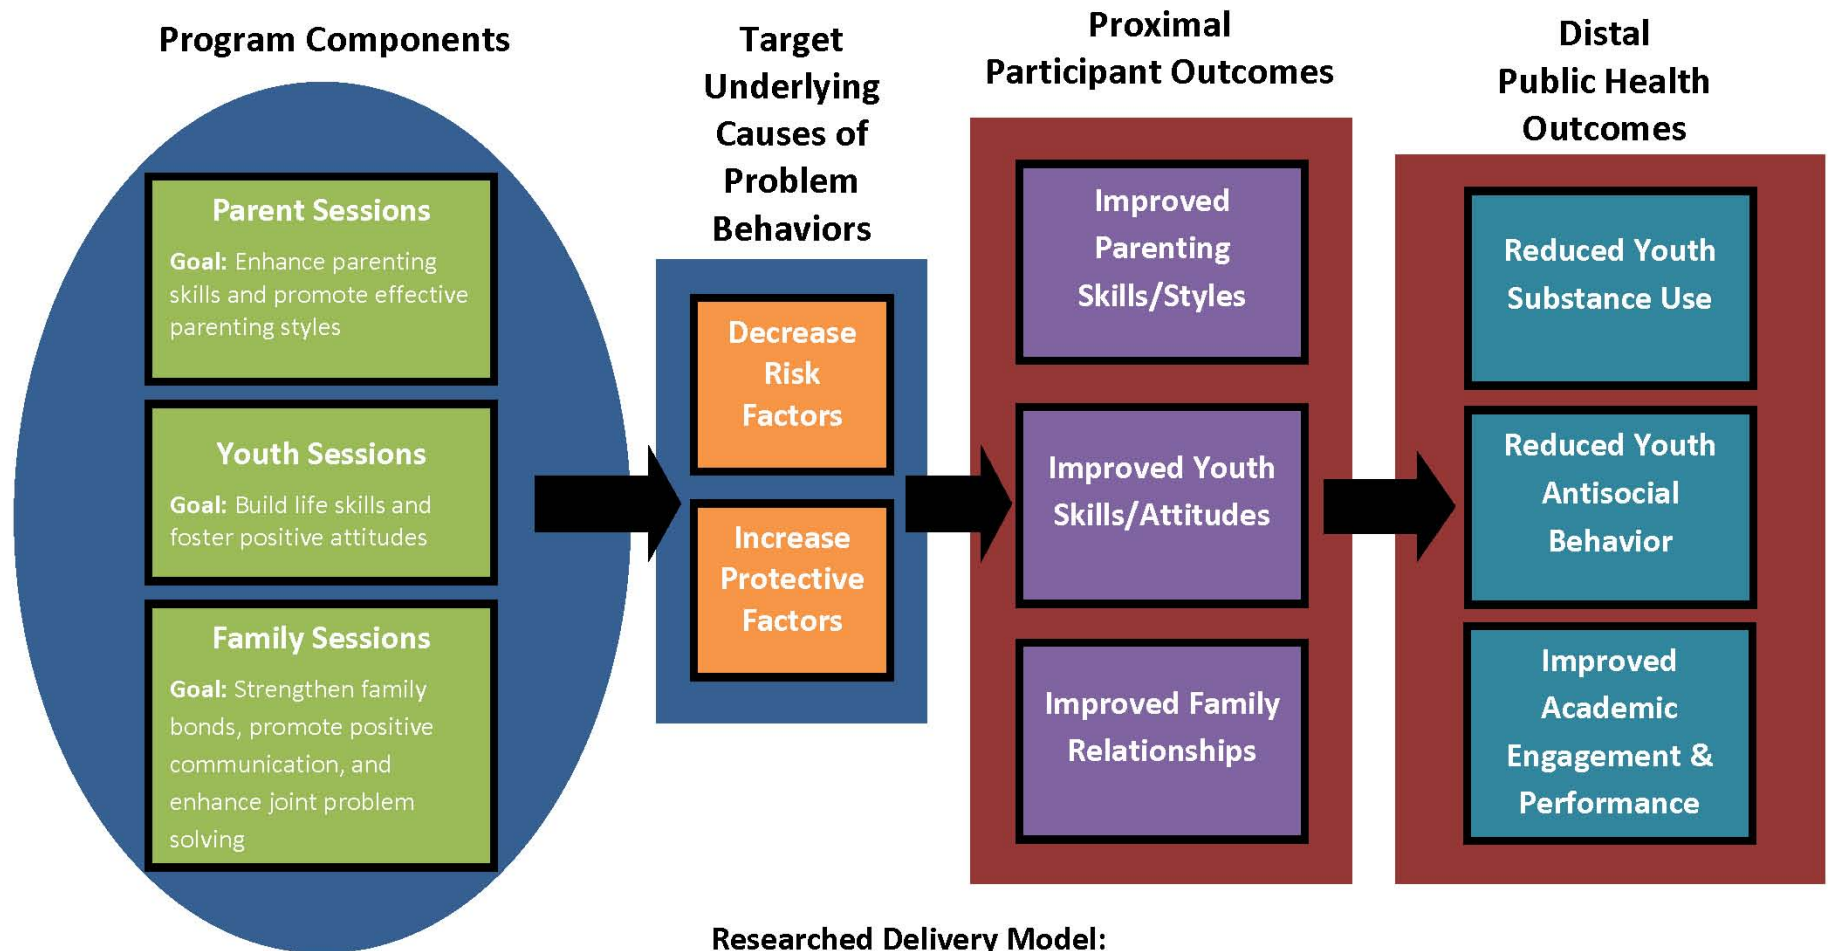 Program Components
Parent Sessions
Goal: Enhance parenting
skills and promote effective
parenting styles
Youth Sessions
Goal: Build life skills and
foster positive attitudes
Family Sessions
Goal: Strengthen family
bonds, promote positive
communication, and
enhance joint problem
solving
Target
Underlying
Causes of
Problem
Behaviors
Decrease
Risk
Factors
Increase
Protective
Factors
Proximal
Participant Outcomes
Improved
Parenting
Skills/Styles
Improved Youth
Skills/Attitudes
Improved Family
Relationships
Distal
Public Health
Outcomes
Reduced Youth
Substance Use
Reduced Youth
Antisocial
Behavior
Improved
Academic
Engagement &
Performance
Researched Delivery Model: